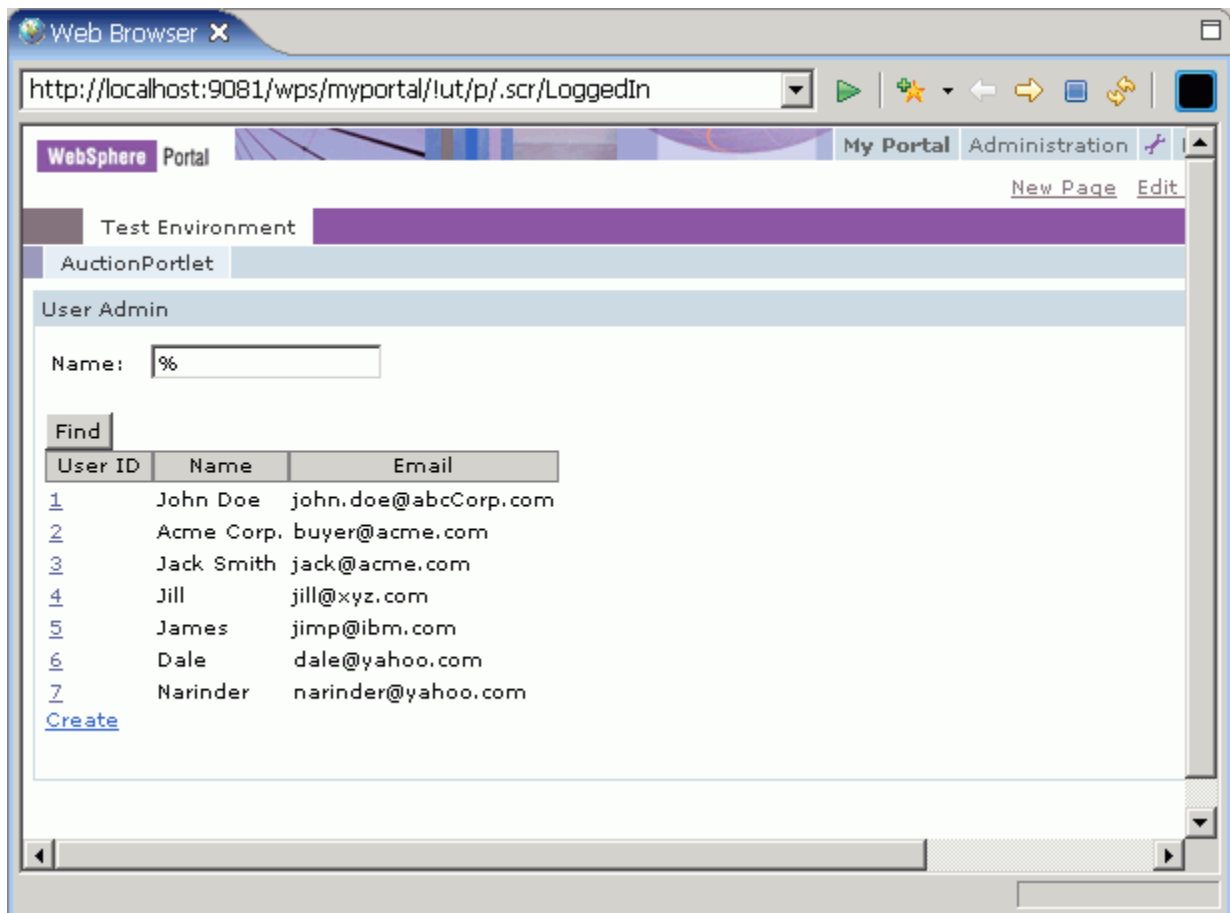 Web Browser
http://localhost:9081/wps/myportal/!ut/p/.scr/LoggedIn
WebSphere Portal My Portal Administration
New Page Edit
Test Environment
AuctionPortlet
User Admin
Name: %
Find
User ID Name Email
1 John Doe john.doe@abcCorp.com
2 Acme Corp. buyer@acme.com
3 Jack Smith jack@acme.com
4 Jill jill@xyz.com
5 James jimp@ibm.com
6 Dale dale@yahoo.com
7 Narinder narinder@yahoo.com
Create